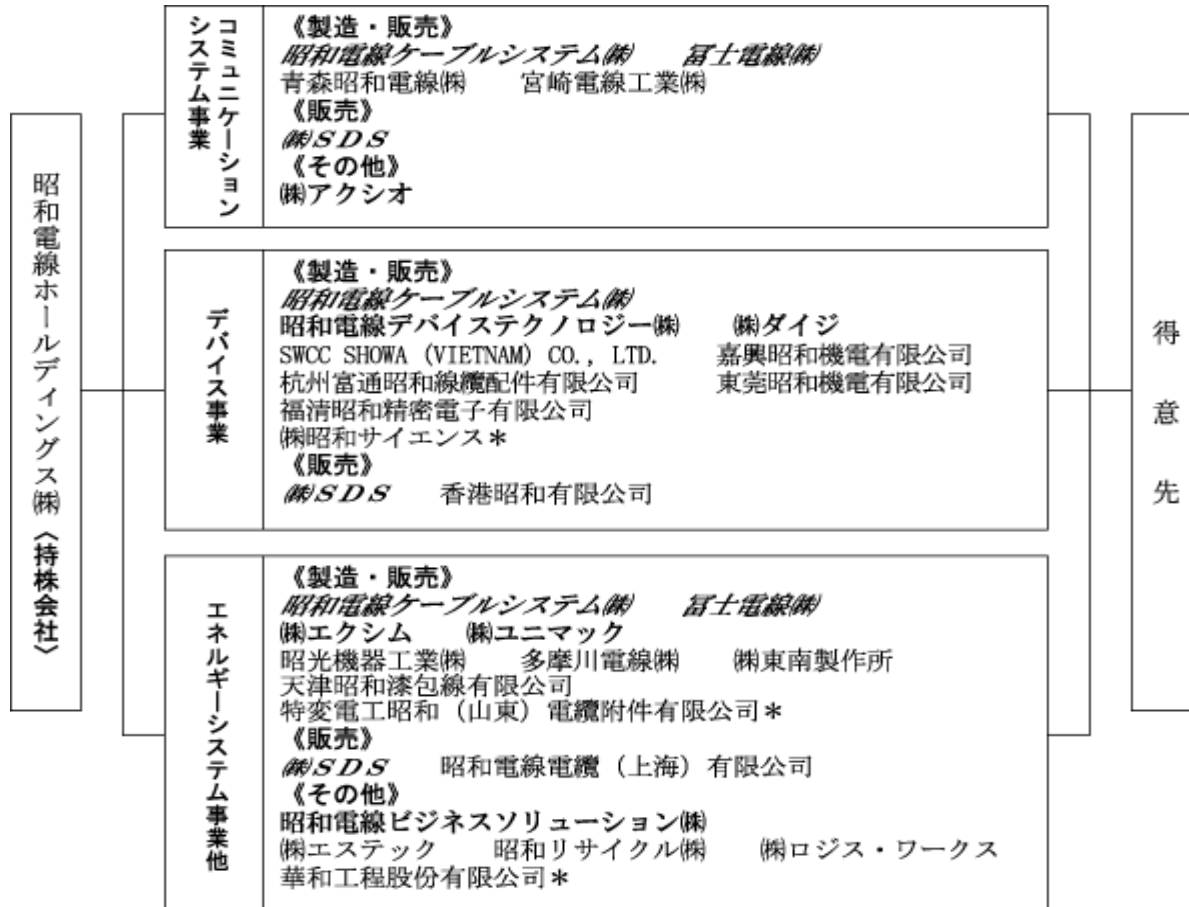 昭和電線ホールディングス㈱〈持株会社〉
コミュニケーション
システム事業
《製造・販売》
昭和電線ケーブルシステム㈱　　冨士電線㈱
青森昭和電線㈱　　宮崎電線工業㈱
《販売》
㈱ＳＤＳ
《その他》
㈱アクシオ
デバイス事業
《製造・販売》
昭和電線ケーブルシステム㈱
昭和電線デバイステクノロジー㈱　　㈱ダイジ
SWCC SHOWA (VIETNAM) CO., LTD.　　嘉興昭和機電有限公司
杭州富通昭和線纜配件有限公司　　東莞昭和機電有限公司
福清昭和精密電子有限公司
㈱昭和サイエンス＊
《販売》
㈱ＳＤＳ　　香港昭和有限公司
エネルギーシステム事業他
《製造・販売》
昭和電線ケーブルシステム㈱　　冨士電線㈱
㈱エクシム　　㈱ユニマック
昭光機器工業㈱　　多摩川電線㈱　　㈱東南製作所
天津昭和漆包線有限公司
特変電工昭和（山東）電纜附件有限公司＊
《販売》
㈱ＳＤＳ　　昭和電線電纜（上海）有限公司
《その他》
昭和電線ビジネスソリューション㈱
㈱エステック　　昭和リサイクル㈱　　㈱ロジス・ワークス
華和工程股份有限公司＊
得意先